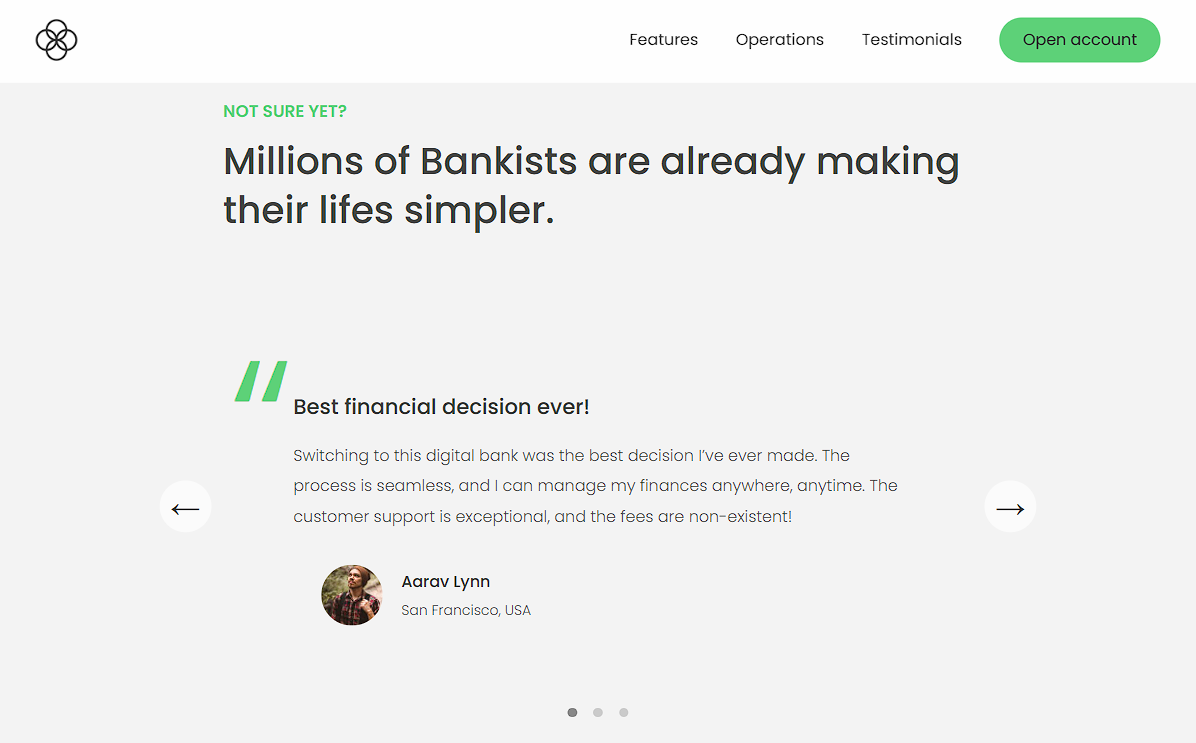 Features Operations Testimonials Open account
NOT SURE YET?
Millions of Bankists are already making
their lifes simpler.
Best financial decision ever!
Switching to this digital bank was the best decision I’ve ever made. The
process is seamless, and I can manage my finances anywhere, anytime. The
customer support is exceptional, and the fees are non-existent!
Aarav Lynn
San Francisco, USA